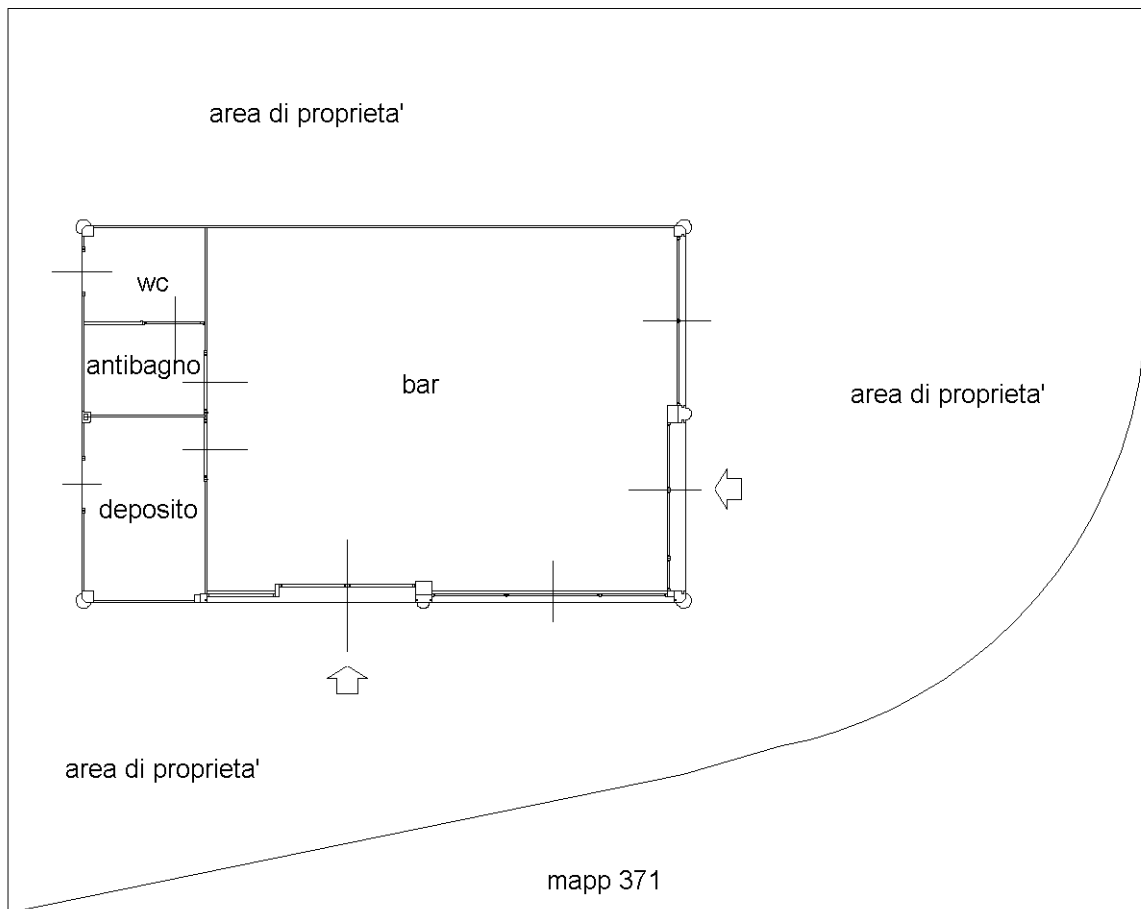 area di proprieta'
wc
antibagno
bar
area di proprieta'
deposito
area di proprieta'
mapp 371